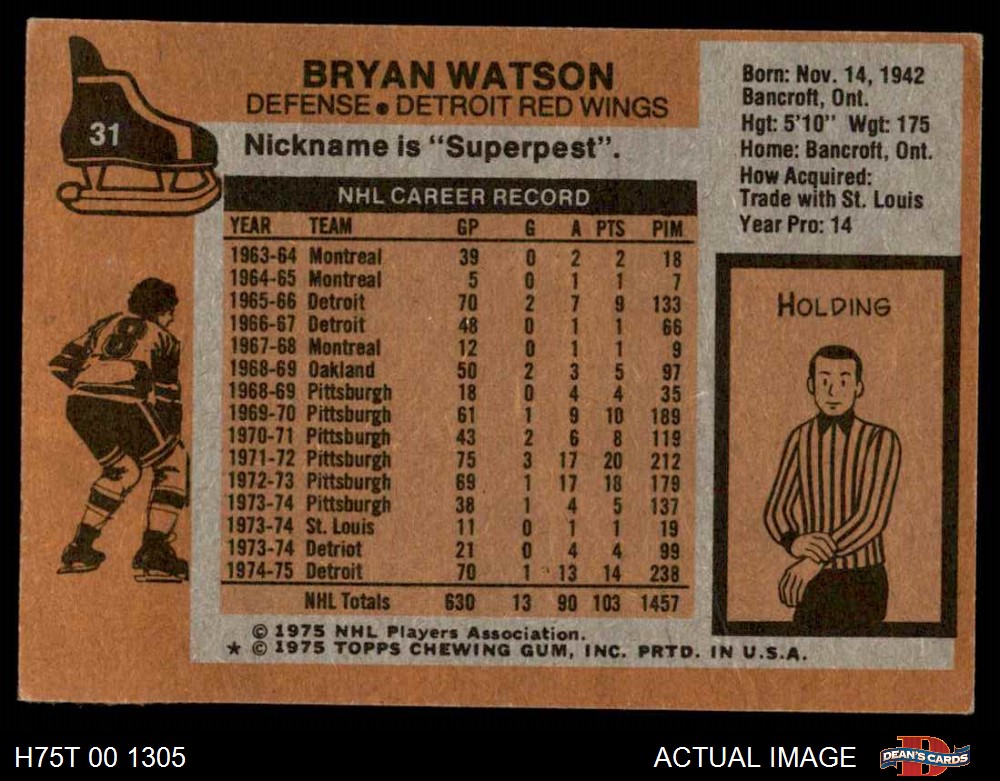 31
BRYAN WATSON
DEFENSE ● DETROIT RED WINGS
Nickname is "Superpest".
Born: Nov. 14, 1942
Bancroft, Ont.
Hgt: 5'10" Wgt: 175
Home: Bancroft, Ont.
How Acquired:
Trade with St. Louis
Year Pro: 14
NHL CAREER RECORD
YEAR TEAM GP G A PTS PIM
1963-64 Montreal 39 0 2 2 18
1964-65 Montreal 5 0 1 1 7
1965-66 Detroit 70 2 7 9 133
1966-67 Detroit 48 0 1 1 66
1967-68 Montreal 12 0 1 1 9
1968-69 Oakland 50 2 3 5 97
1968-69 Pittsburgh 18 0 4 4 35
1969-70 Pittsburgh 61 1 9 10 189
1970-71 Pittsburgh 43 2 6 8 119
1971-72 Pittsburgh 75 3 17 20 212
1972-73 Pittsburgh 69 1 17 18 179
1973-74 Pittsburgh 38 1 4 5 137
1973-74 St. Louis 11 0 1 1 19
1973-74 Detriot 21 0 4 4 99
1974-75 Detroit 70 1 13 14 238
NHL Totals 630 13 90 103 1457
© 1975 NHL Players Association.
★ © 1975 TOPPS CHEWING GUM, INC. PRTD. IN U.S.A.
8
HOLDING
H75T 00 1305
ACTUAL IMAGE
DEAN'S CARDS